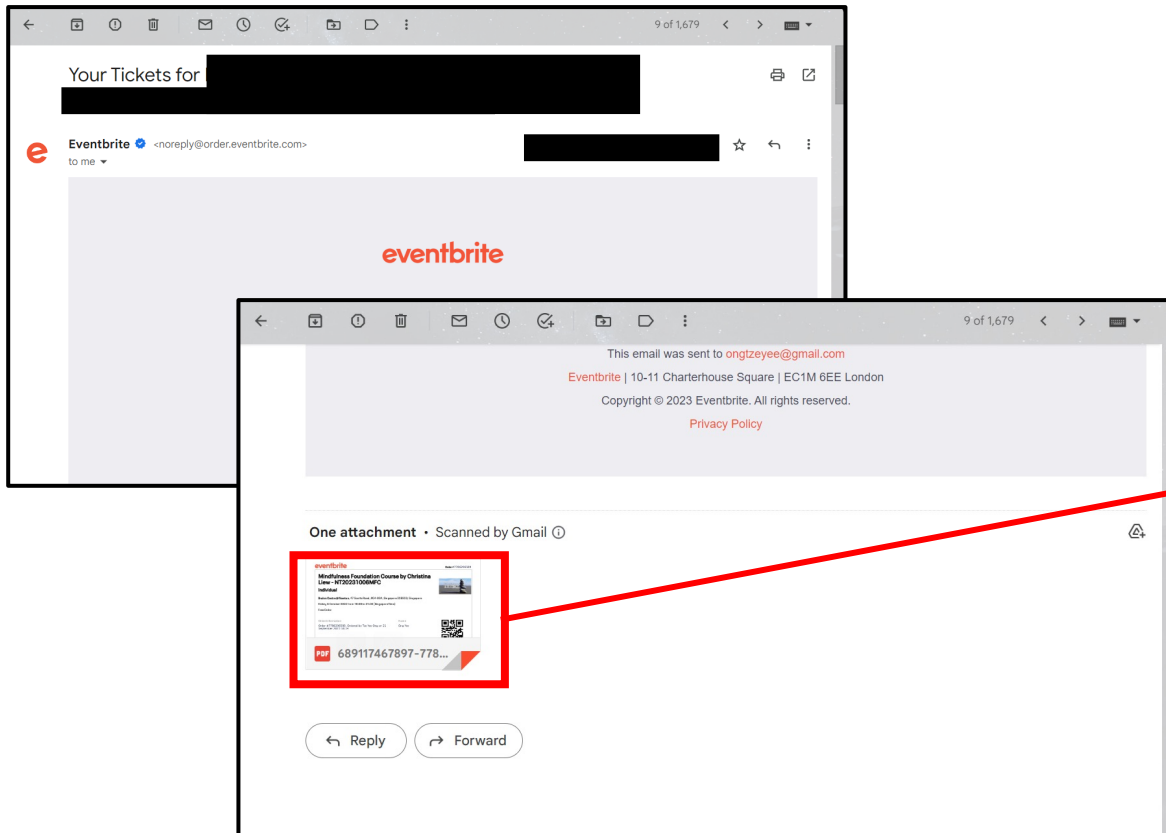 9 of 1,679
Your Tickets for
Eventbrite <noreply@order.eventbrite.com>
to me
e
eventbrite
9 of 1,679
This email was sent to ongtzeyee@gmail.com
Eventbrite | 10-11 Charterhouse Square | EC1M 6EE London
Copyright © 2023 Eventbrite. All rights reserved.
Privacy Policy
One attachment • Scanned by Gmail
eventbrite
Mindfulness Foundation Course by Christina
Liew - NT20231006MFC
Individual
PDF 689117467897-778...
Reply Forward